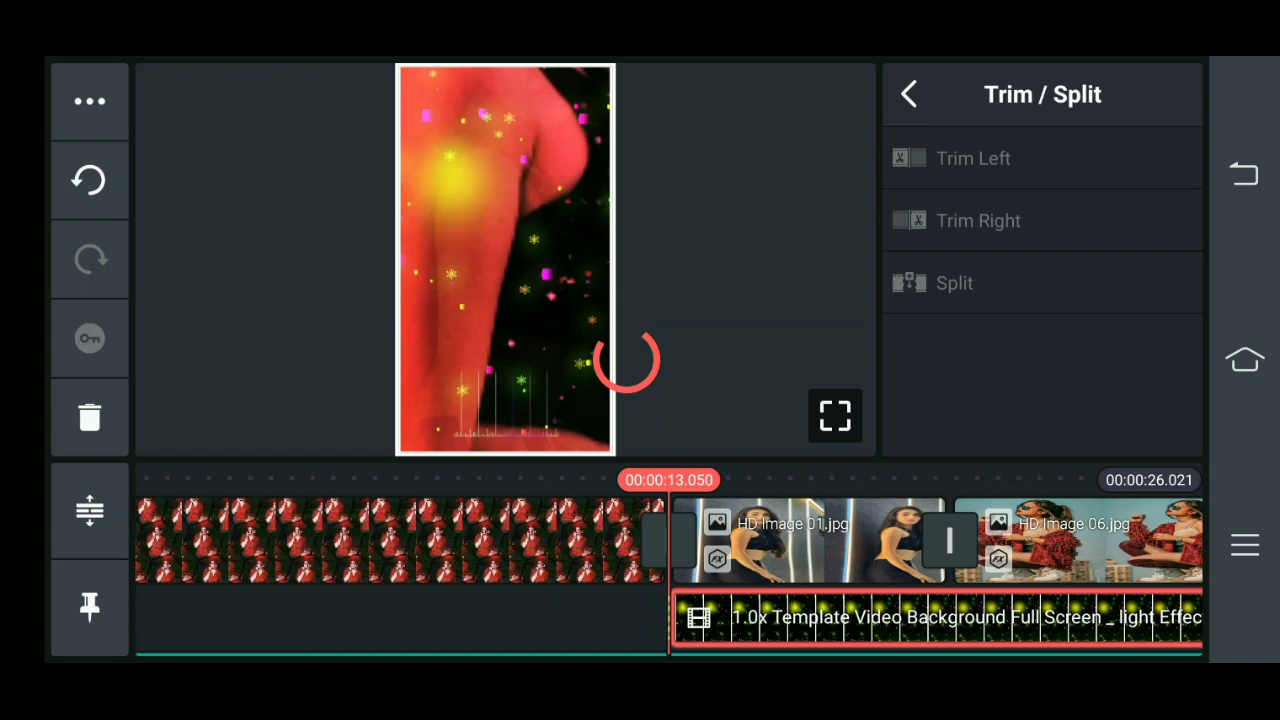 Trim / Split
Trim Left
Trim Right
Split
00:00:13.050
00:00:26.021
HD Image 01.jpg
HD Image 06.jpg
1.0x Template Video Background Full Screen _ light Effec